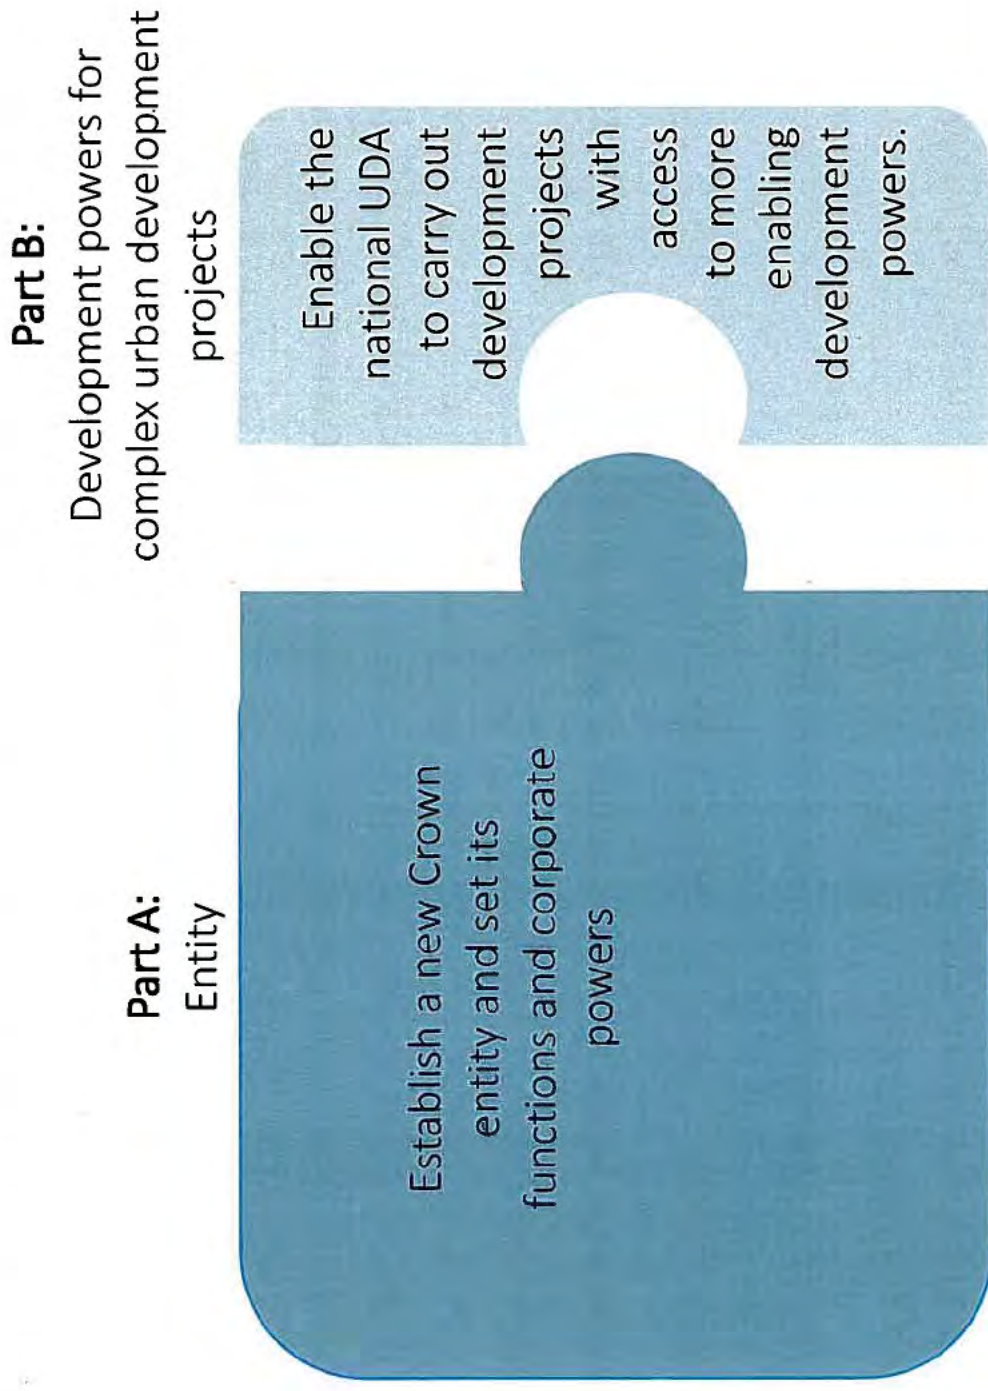 Part A:
Entity
Establish a new Crown
entity and set its
functions and corporate
powers
Part B:
Development powers for
complex urban development
projects
Enable the
national UDA
to carry out
development
projects
with
access
to more
enabling
development
powers.